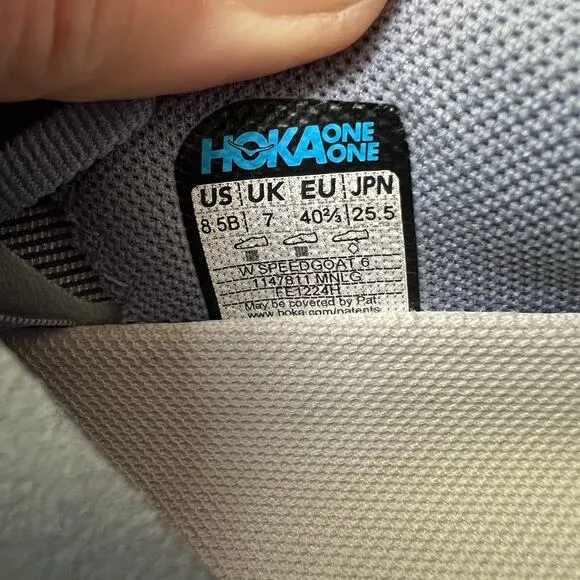 HOKA ONE ONE
US UK EU JPN
8.5B 7 40⅔ 25.5
W SPEEDGOAT 6
1147811 MNLG
FE1224H
May be covered by Pat.
www.hoka.com/patents